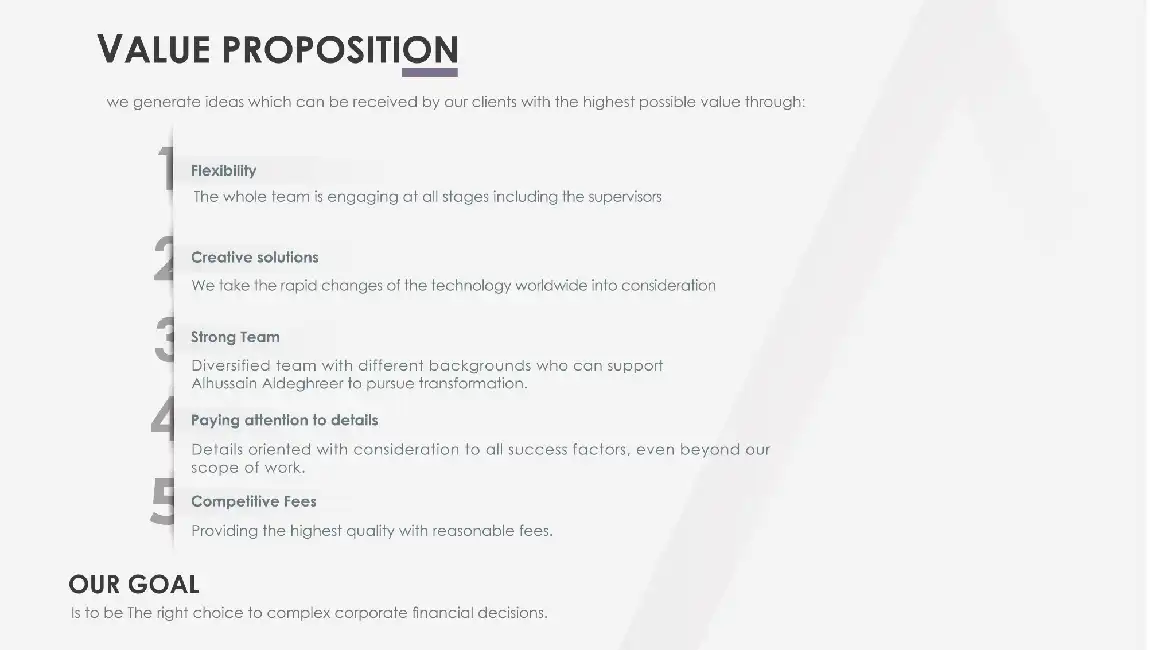 VALUE PROPOSITION
we generate ideas which can be received by our clients with the highest possible value through:
1
Flexibility
The whole team is engaging at all stages including the supervisors
2
Creative solutions
We take the rapid changes of the technology worldwide into consideration
3
Strong Team
Diversified team with different backgrounds who can support
Alhussain Aldeghreer to pursue transformation.
4
Paying attention to details
Details oriented with consideration to all success factors, even beyond our
scope of work.
5
Competitive Fees
Providing the highest quality with reasonable fees.
OUR GOAL
Is to be The right choice to complex corporate financial decisions.